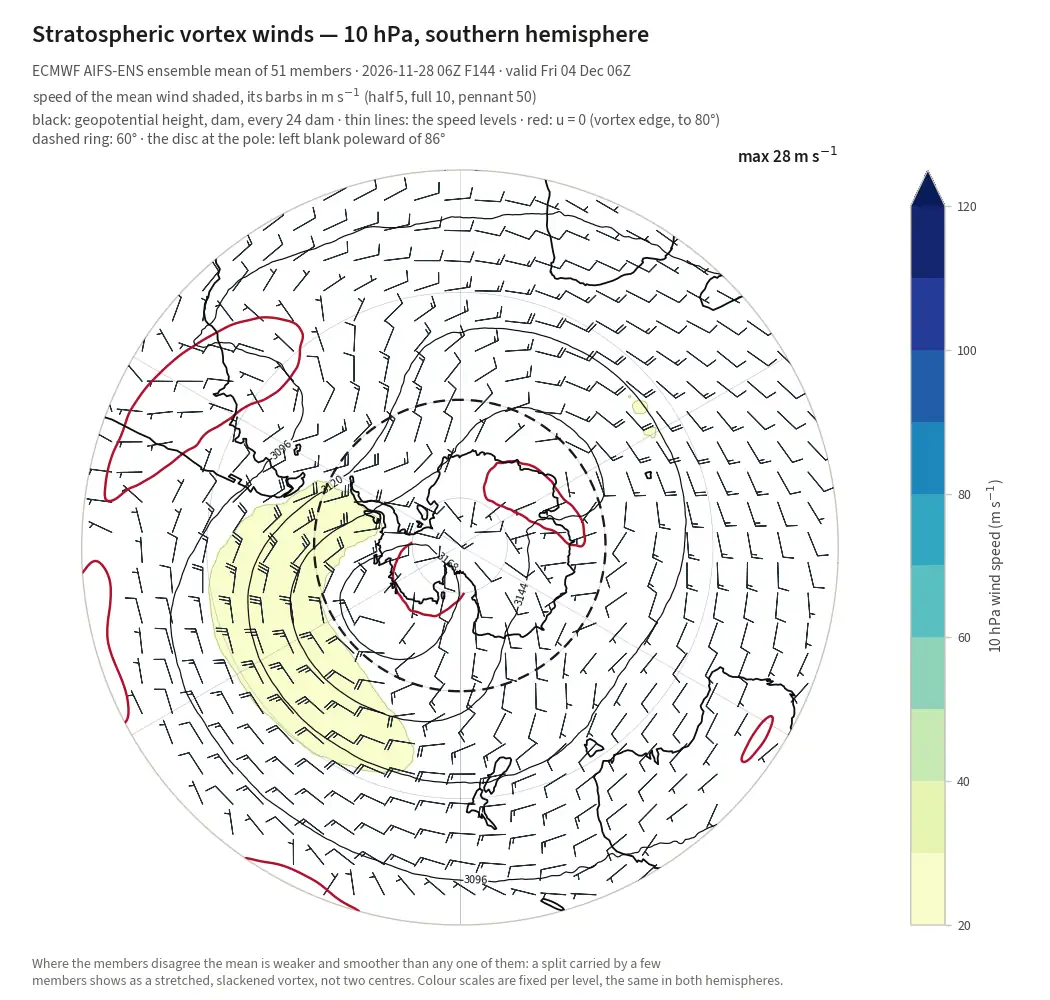 Stratospheric vortex winds — 10 hPa, southern hemisphere
ECMWF AIFS-ENS ensemble mean of 51 members · 2026-11-28 06Z F144 · valid Fri 04 Dec 06Z
speed of the mean wind shaded, its barbs in m s⁻¹ (half 5, full 10, pennant 50)
black: geopotential height, dam, every 24 dam · thin lines: the speed levels · red: u = 0 (vortex edge, to 80°)
dashed ring: 60° · the disc at the pole: left blank poleward of 86°
max 28 m s⁻¹
120
100
80
60
40
20
10 hPa wind speed (m s⁻¹)
3096
3120
3168
3144
3096
Where the members disagree the mean is weaker and smoother than any one of them: a split carried by a few
members shows as a stretched, slackened vortex, not two centres. Colour scales are fixed per level, the same in both hemispheres.